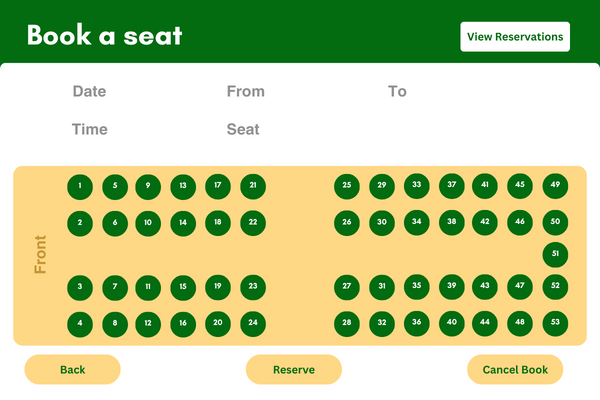 Book a seat
View Reservations
Date From To
Time Seat
1 5 9 13 17 21 25 29 33 37 41 45 49
2 6 10 14 18 22 26 30 34 38 42 46 50
51
Front
3 7 11 15 19 23 27 31 35 39 43 47 52
4 8 12 16 20 24 28 32 36 40 44 48 53
Back Reserve Cancel Book